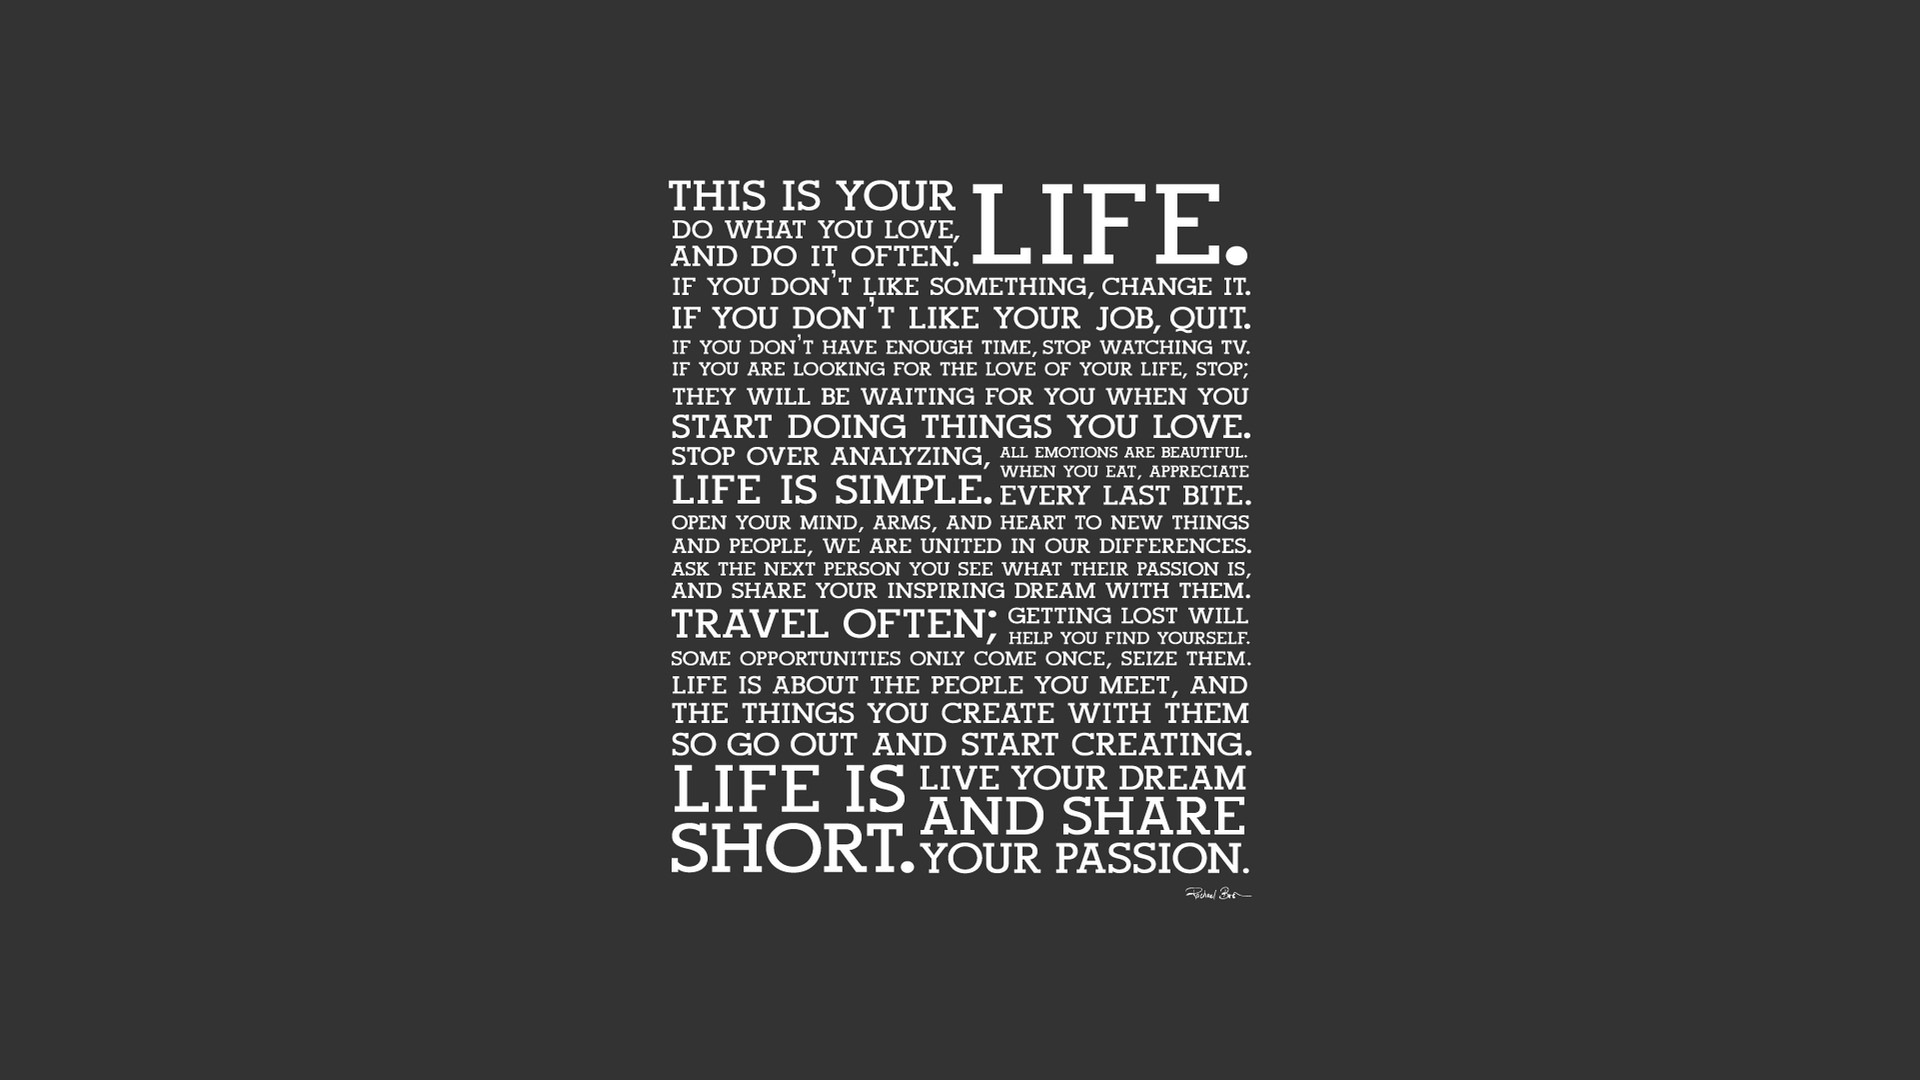 THIS IS YOUR LIFE.
DO WHAT YOU LOVE,
AND DO IT OFTEN.
IF YOU DON'T LIKE SOMETHING, CHANGE IT.
IF YOU DON'T LIKE YOUR JOB, QUIT.
IF YOU DON'T HAVE ENOUGH TIME, STOP WATCHING TV.
IF YOU ARE LOOKING FOR THE LOVE OF YOUR LIFE, STOP;
THEY WILL BE WAITING FOR YOU WHEN YOU
START DOING THINGS YOU LOVE.
STOP OVER ANALYZING,
LIFE IS SIMPLE.
ALL EMOTIONS ARE BEAUTIFUL.
WHEN YOU EAT, APPRECIATE
EVERY LAST BITE.
OPEN YOUR MIND, ARMS, AND HEART TO NEW THINGS
AND PEOPLE, WE ARE UNITED IN OUR DIFFERENCES.
ASK THE NEXT PERSON YOU SEE WHAT THEIR PASSION IS,
AND SHARE YOUR INSPIRING DREAM WITH THEM.
TRAVEL OFTEN;
GETTING LOST WILL
HELP YOU FIND YOURSELF.
SOME OPPORTUNITIES ONLY COME ONCE, SEIZE THEM.
LIFE IS ABOUT THE PEOPLE YOU MEET, AND
THE THINGS YOU CREATE WITH THEM
SO GO OUT AND START CREATING.
LIFE IS
SHORT.
LIVE YOUR DREAM
AND SHARE
YOUR PASSION.